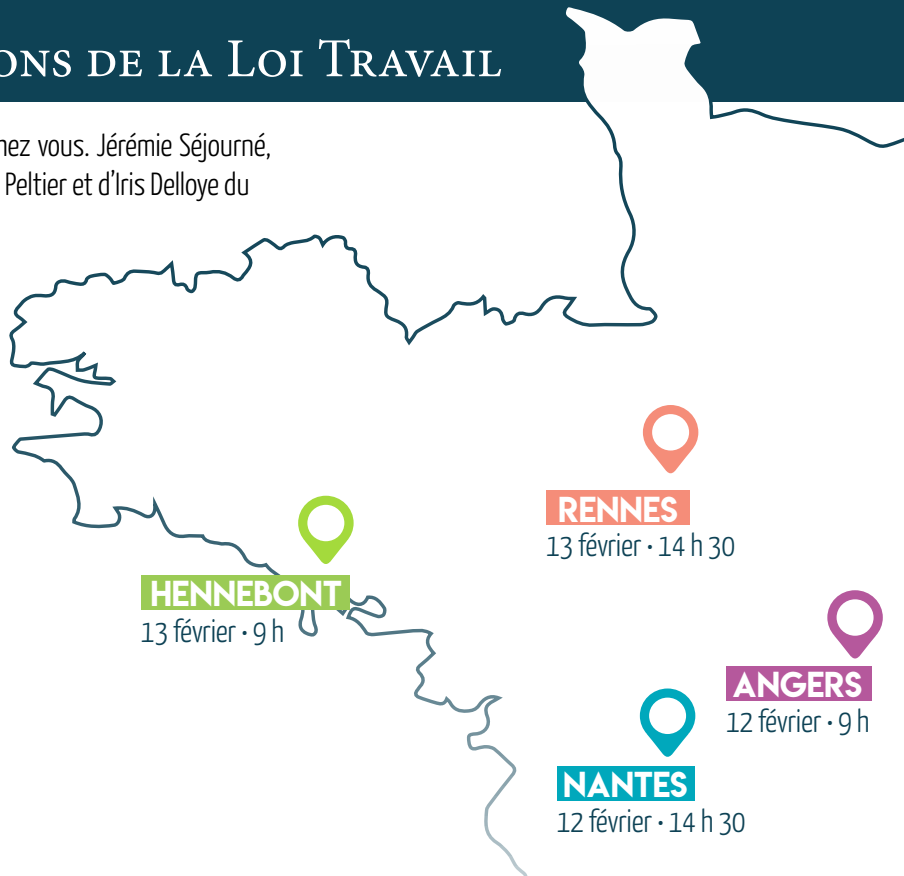 ONS DE LA LOI TRAVAIL
hez vous. Jérémie Séjourné,
Peltier et d'Iris Delloye du
RENNES
13 février · 14 h 30
HENNEBONT
13 février · 9 h
ANGERS
12 février · 9 h
NANTES
12 février · 14 h 30